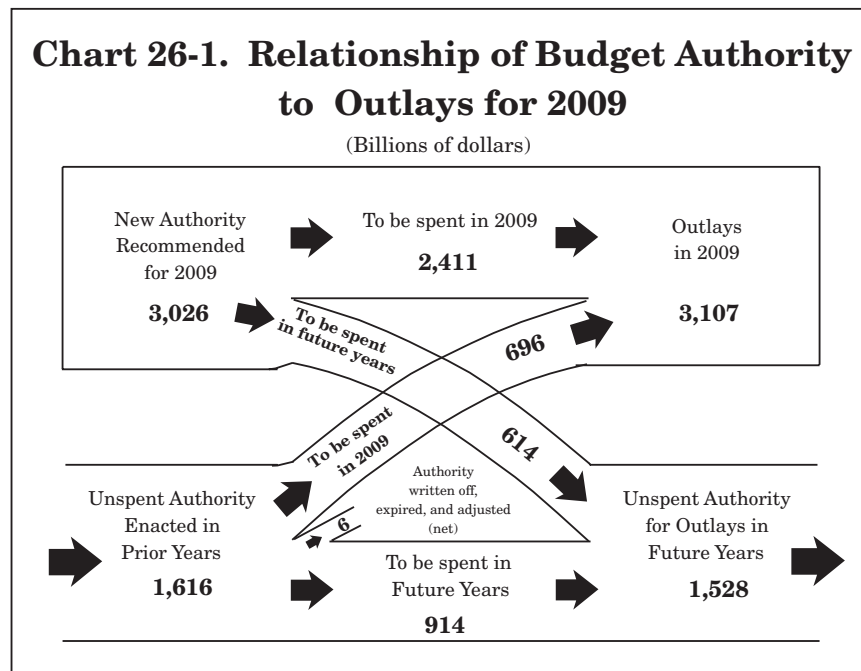 Chart 26-1. Relationship of Budget Authority
to Outlays for 2009
(Billions of dollars)
New Authority
Recommended
for 2009
3,026
To be spent in 2009
2,411
Outlays
in 2009
3,107
To be spent
in future years
696
To be spent
in 2009
614
Authority
written off,
expired, and adjusted
(net)
6
Unspent Authority
Enacted in
Prior Years
1,616
To be spent in
Future Years
914
Unspent Authority
for Outlays in
Future Years
1,528